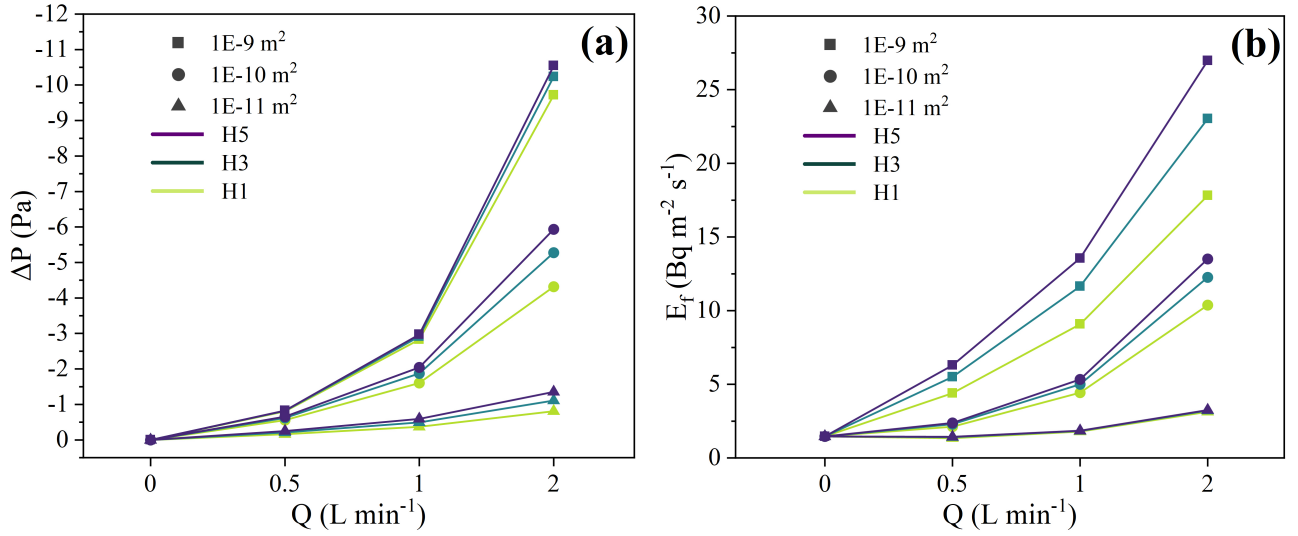 (a)
-12
-11
-10
-9
-8
-7
-6
-5
-4
-3
-2
-1
0
ΔP (Pa)
1E-9 m²
1E-10 m²
1E-11 m²
H5
H3
H1
0 0.5 1 2
Q (L min⁻¹)
(b)
30
25
20
15
10
5
0
E_f (Bq m⁻² s⁻¹)
1E-9 m²
1E-10 m²
1E-11 m²
H5
H3
H1
0 0.5 1 2
Q (L min⁻¹)